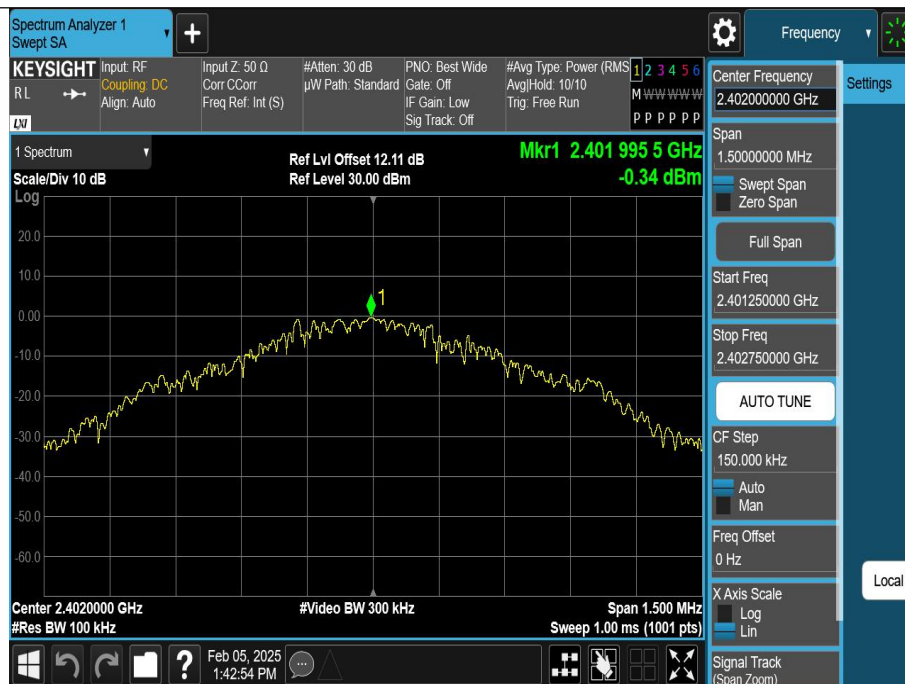 Spectrum Analyzer 1
Swept SA
Frequency
KEYSIGHT
RL
LXI
Input: RF
Coupling: DC
Align: Auto
Input Z: 50 Ω
Corr CCorr
Freq Ref: Int (S)
#Atten: 30 dB
µW Path: Standard
PNO: Best Wide
Gate: Off
IF Gain: Low
Sig Track: Off
#Avg Type: Power (RMS
Avg|Hold: 10/10
Trig: Free Run
1 2 3 4 5 6
M W W W W W
P P P P P P
Center Frequency
2.402000000 GHz
Settings
Span
1.50000000 MHz
Swept Span
Zero Span
Full Span
Start Freq
2.401250000 GHz
Stop Freq
2.402750000 GHz
AUTO TUNE
CF Step
150.000 kHz
Auto
Man
Freq Offset
0 Hz
X Axis Scale
Log
Lin
Signal Track
(Span Zoom)
Local
1 Spectrum
Scale/Div 10 dB
Log
Ref Lvl Offset 12.11 dB
Ref Level 30.00 dBm
Mkr1 2.401 995 5 GHz
-0.34 dBm
1
20.0
10.0
0.00
-10.0
-20.0
-30.0
-40.0
-50.0
-60.0
Center 2.4020000 GHz
#Res BW 100 kHz
#Video BW 300 kHz
Span 1.500 MHz
Sweep 1.00 ms (1001 pts)
?
Feb 05, 2025
1:42:54 PM